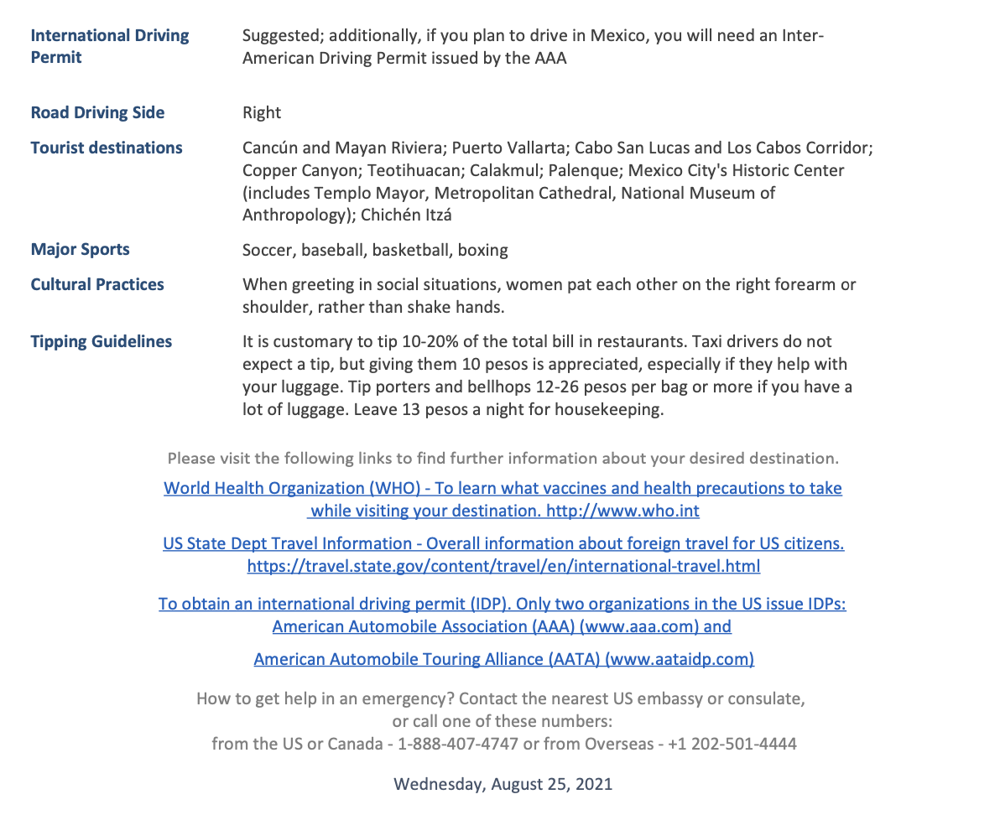 International Driving
Permit
Suggested; additionally, if you plan to drive in Mexico, you will need an Inter-
American Driving Permit issued by the AAA
Road Driving Side
Right
Tourist destinations
Cancún and Mayan Riviera; Puerto Vallarta; Cabo San Lucas and Los Cabos Corridor;
Copper Canyon; Teotihuacan; Calakmul; Palenque; Mexico City's Historic Center
(includes Templo Mayor, Metropolitan Cathedral, National Museum of
Anthropology); Chichén Itzá
Major Sports
Soccer, baseball, basketball, boxing
Cultural Practices
When greeting in social situations, women pat each other on the right forearm or
shoulder, rather than shake hands.
Tipping Guidelines
It is customary to tip 10-20% of the total bill in restaurants. Taxi drivers do not
expect a tip, but giving them 10 pesos is appreciated, especially if they help with
your luggage. Tip porters and bellhops 12-26 pesos per bag or more if you have a
lot of luggage. Leave 13 pesos a night for housekeeping.
Please visit the following links to find further information about your desired destination.
World Health Organization (WHO) - To learn what vaccines and health precautions to take
while visiting your destination. http://www.who.int
US State Dept Travel Information - Overall information about foreign travel for US citizens.
https://travel.state.gov/content/travel/en/international-travel.html
To obtain an international driving permit (IDP). Only two organizations in the US issue IDPs:
American Automobile Association (AAA) (www.aaa.com) and
American Automobile Touring Alliance (AATA) (www.aataidp.com)
How to get help in an emergency? Contact the nearest US embassy or consulate,
or call one of these numbers:
from the US or Canada - 1-888-407-4747 or from Overseas - +1 202-501-4444
Wednesday, August 25, 2021